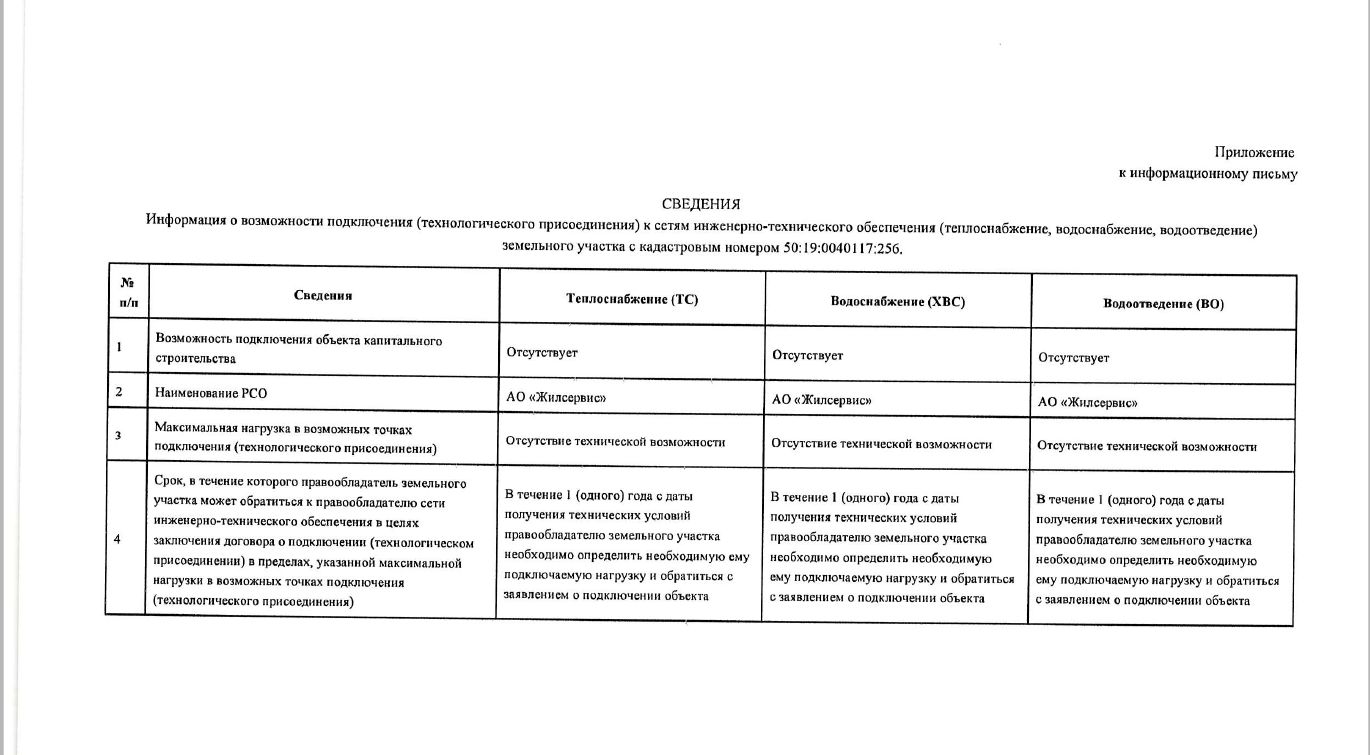 Приложение
к информационному письму
СВЕДЕНИЯ
Информация о возможности подключения (технологического присоединения) к сетям инженерно-технического обеспечения (теплоснабжение, водоснабжение, водоотведение)
земельного участка с кадастровым номером 50:19:0040117:256.
№
п/п
Сведения
Теплоснабжение (ТС)
Водоснабжение (ХВС)
Водоотведение (ВО)
1
Возможность подключения объекта капитального
строительства
Отсутствует
Отсутствует
Отсутствует
2
Наименование РСО
АО «Жилсервис»
АО «Жилсервис»
АО «Жилсервис»
3
Максимальная нагрузка в возможных точках
подключения (технологического присоединения)
Отсутствие технической возможности
Отсутствие технической возможности
Отсутствие технической возможности
4
Срок, в течение которого правообладатель земельного
участка может обратиться к правообладателю сети
инженерно-технического обеспечения в целях
заключения договора о подключении (технологическом
присоединении) в пределах, указанной максимальной
нагрузки в возможных точках подключения
(технологического присоединения)
В течение 1 (одного) года с даты
получения технических условий
правообладателю земельного участка
необходимо определить необходимую ему
подключаемую нагрузку и обратиться с
заявлением о подключении объекта
В течение 1 (одного) года с даты
получения технических условий
правообладателю земельного участка
необходимо определить необходимую
ему подключаемую нагрузку и обратиться
с заявлением о подключении объекта
В течение 1 (одного) года с даты
получения технических условий
правообладателю земельного участка
необходимо определить необходимую
ему подключаемую нагрузку и обратиться
с заявлением о подключении объекта